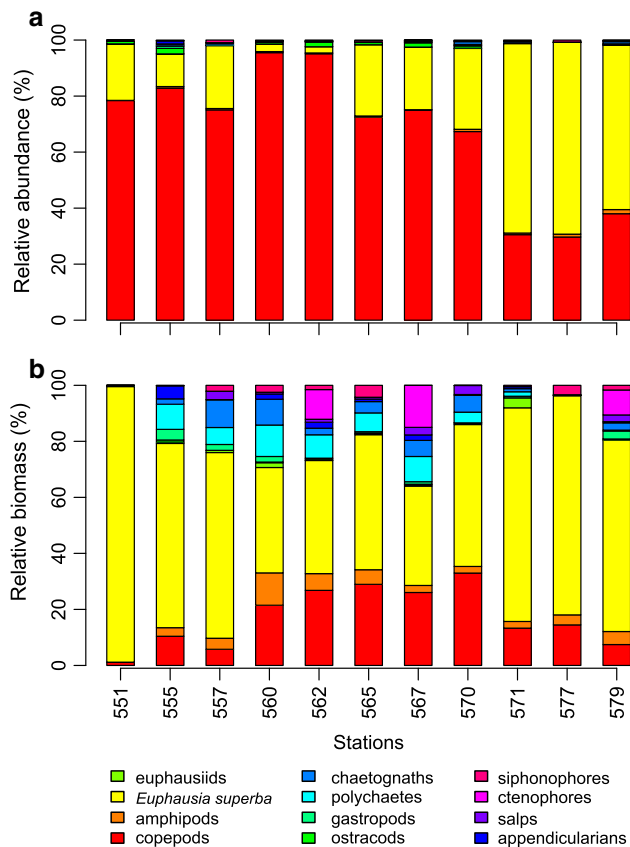 a
100
80
60
40
20
0
Relative abundance (%)
b
100
80
60
40
20
0
Relative biomass (%)
551 555 557 560 562 565 567 570 571 577 579
Stations
euphausiids chaetognaths siphonophores
Euphausia superba polychaetes ctenophores
amphipods gastropods salps
copepods ostracods appendicularians